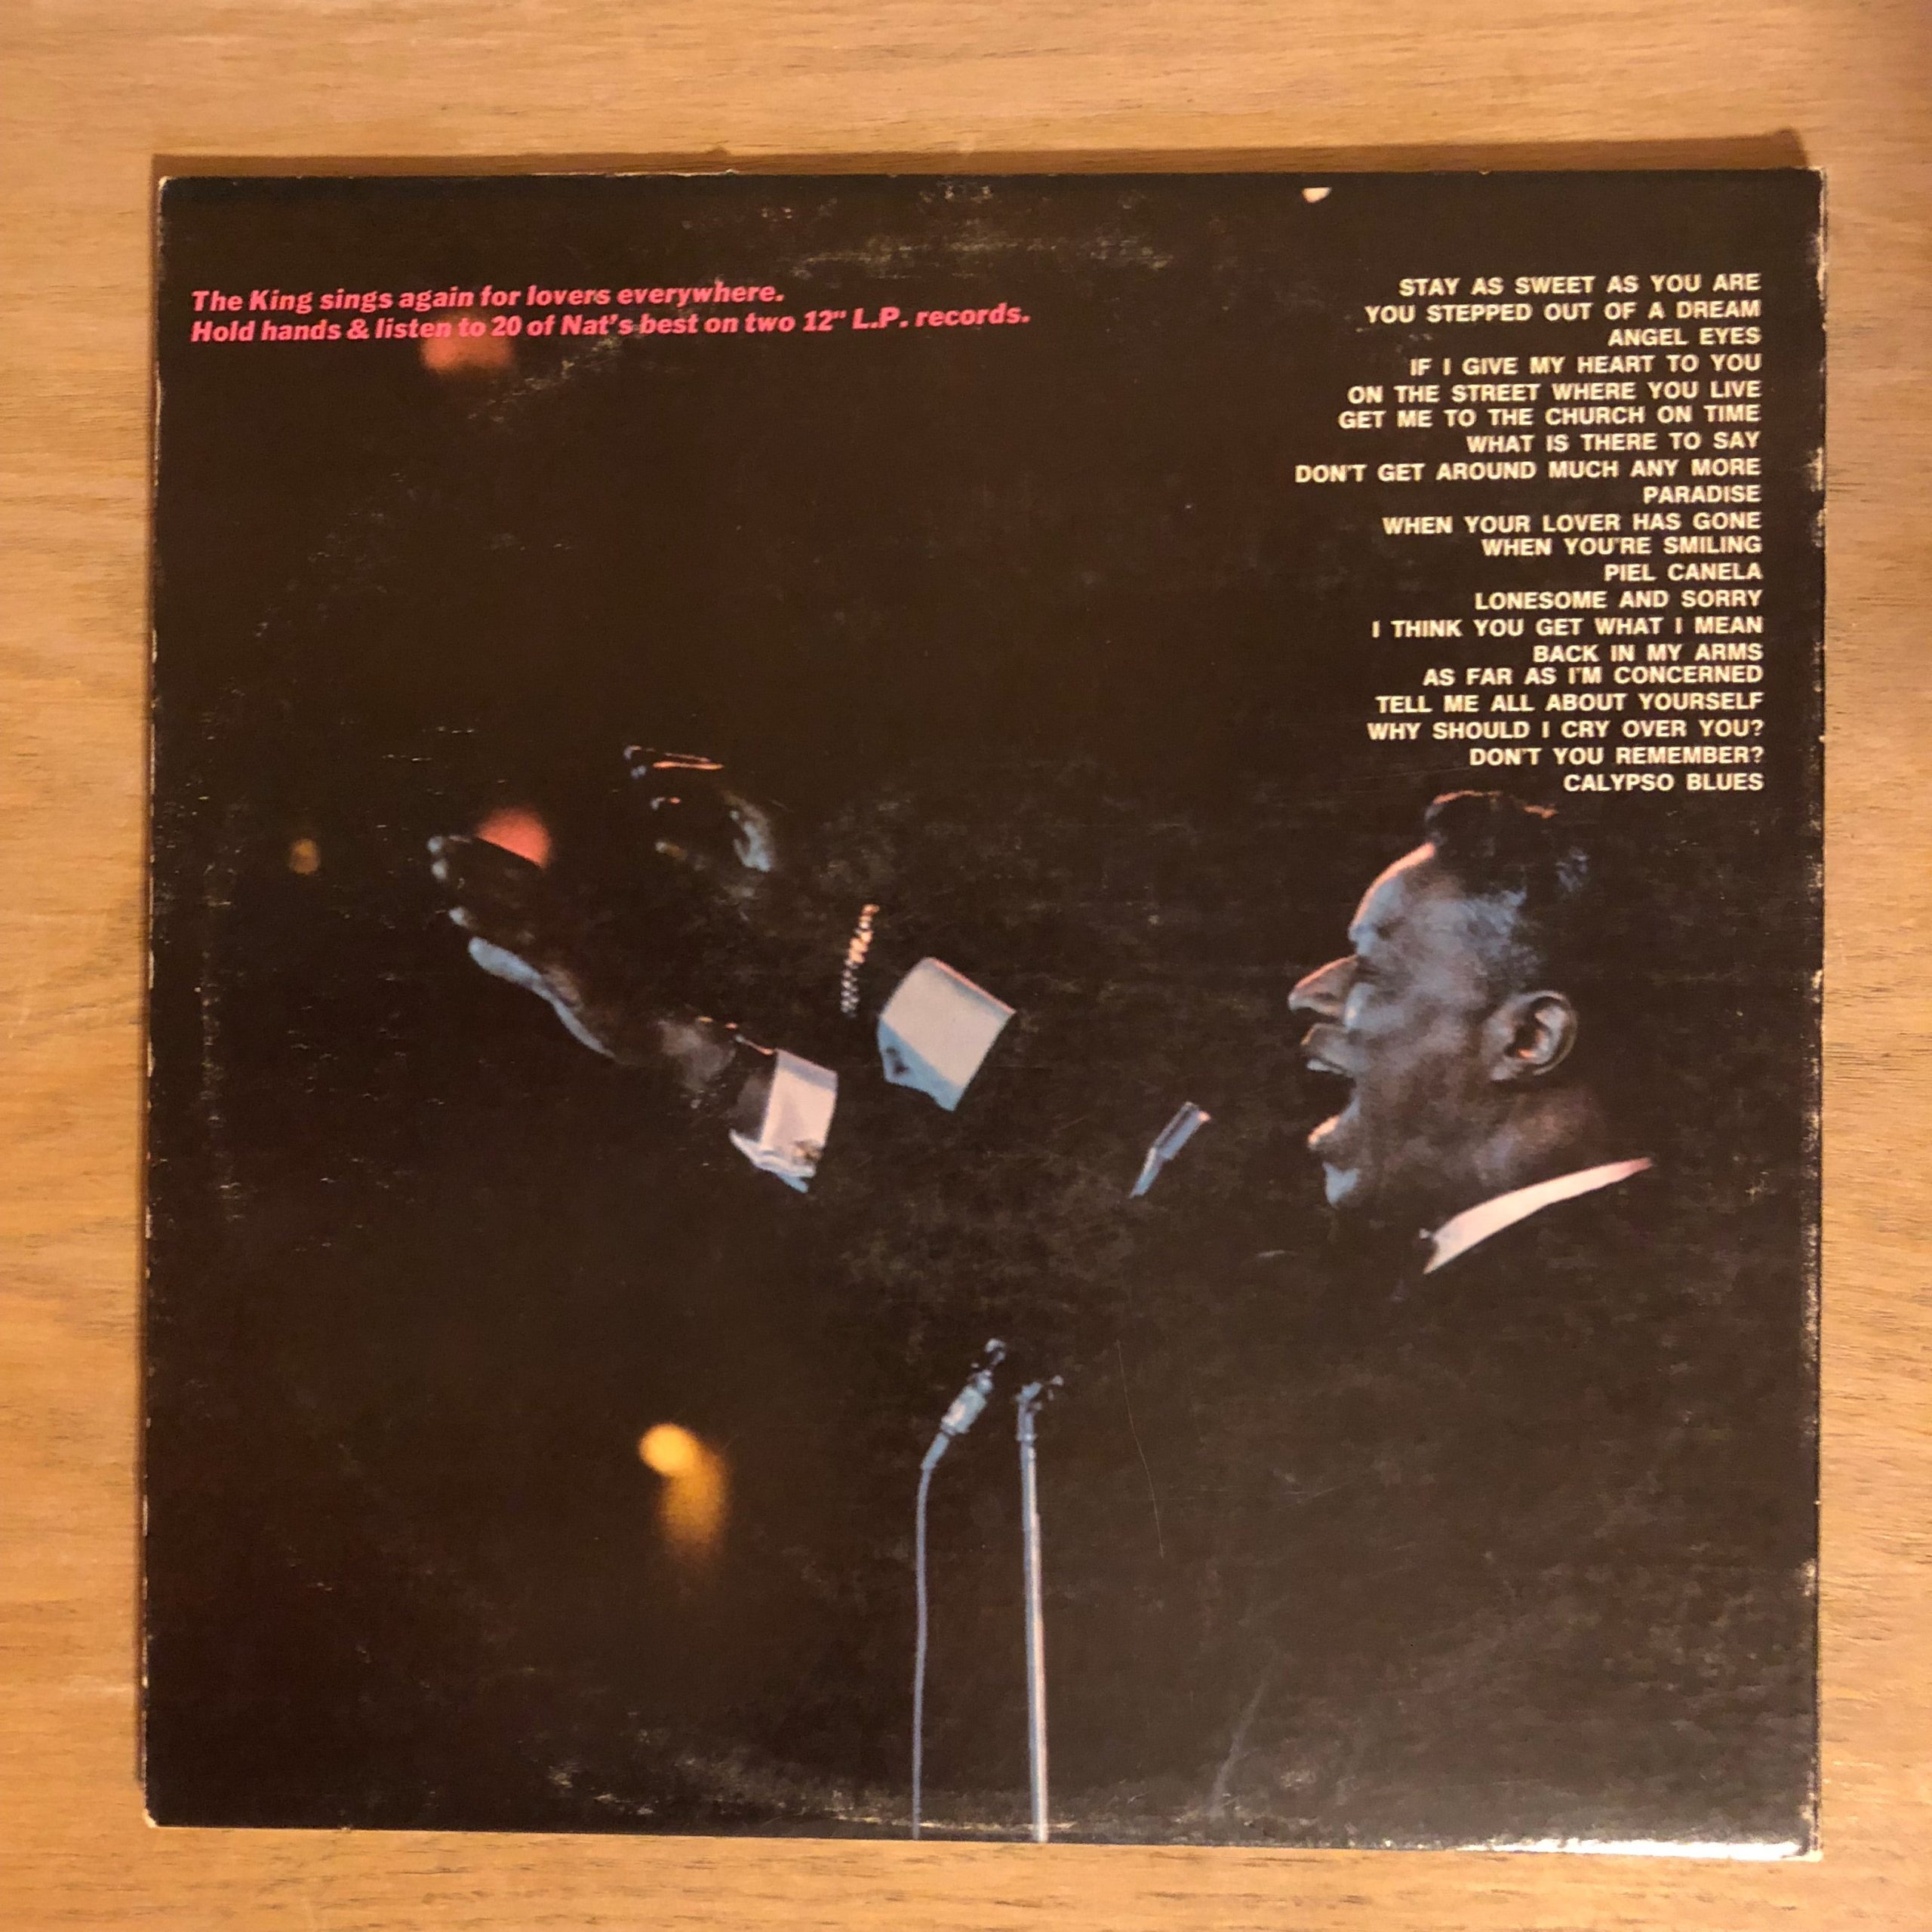 The King sings again for lovers everywhere.
Hold hands & listen to 20 of Nat's best on two 12" L.P. records.
STAY AS SWEET AS YOU ARE
YOU STEPPED OUT OF A DREAM
ANGEL EYES
IF I GIVE MY HEART TO YOU
ON THE STREET WHERE YOU LIVE
GET ME TO THE CHURCH ON TIME
WHAT IS THERE TO SAY
DON'T GET AROUND MUCH ANY MORE
PARADISE
WHEN YOUR LOVER HAS GONE
WHEN YOU'RE SMILING
PIEL CANELA
LONESOME AND SORRY
I THINK YOU GET WHAT I MEAN
BACK IN MY ARMS
AS FAR AS I'M CONCERNED
TELL ME ALL ABOUT YOURSELF
WHY SHOULD I CRY OVER YOU?
DON'T YOU REMEMBER?
CALYPSO BLUES